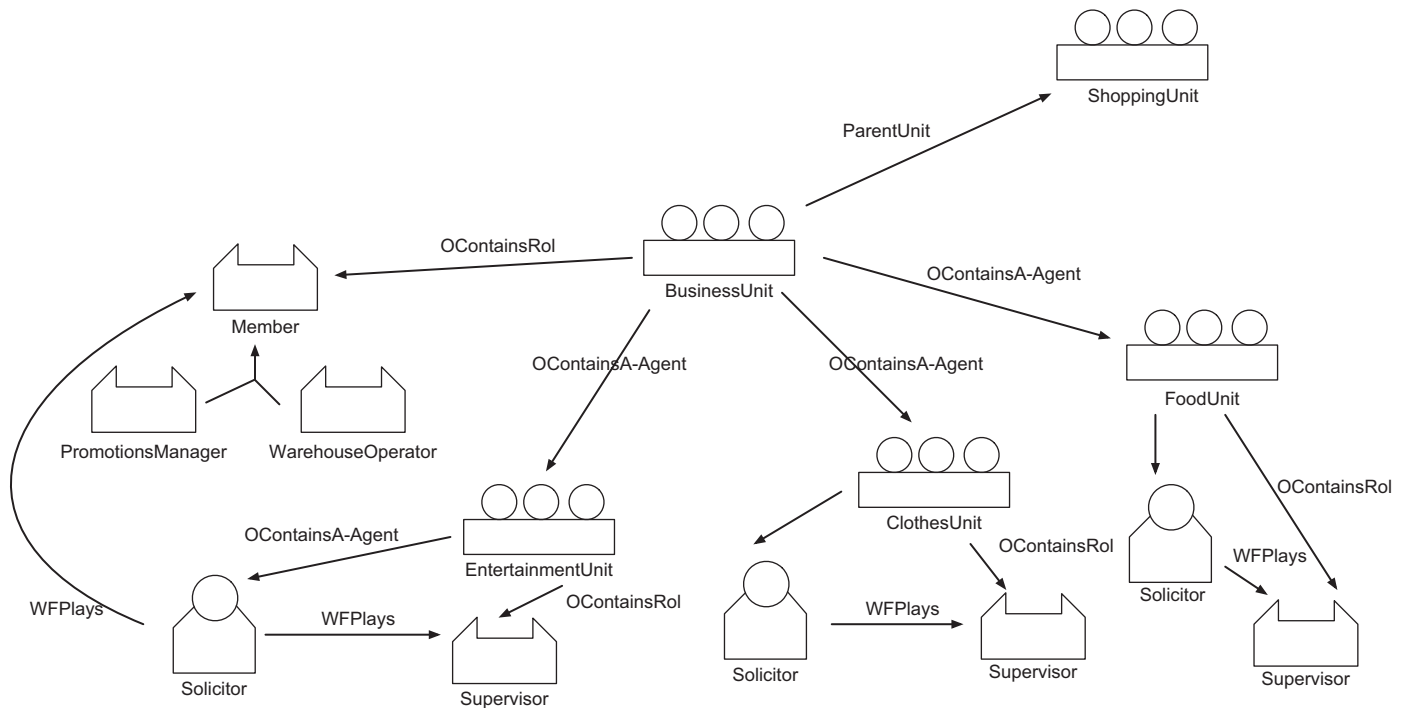 ShoppingUnit
ParentUnit
OContainsRol
BusinessUnit
OContainsA-Agent
Member
OContainsA-Agent
OContainsA-Agent
FoodUnit
PromotionsManager
WarehouseOperator
OContainsRol
ClothesUnit
OContainsA-Agent
EntertainmentUnit
OContainsRol
WFPlays
Solicitor
WFPlays
OContainsRol
WFPlays
WFPlays
Solicitor
Supervisor
Solicitor
Supervisor
Supervisor